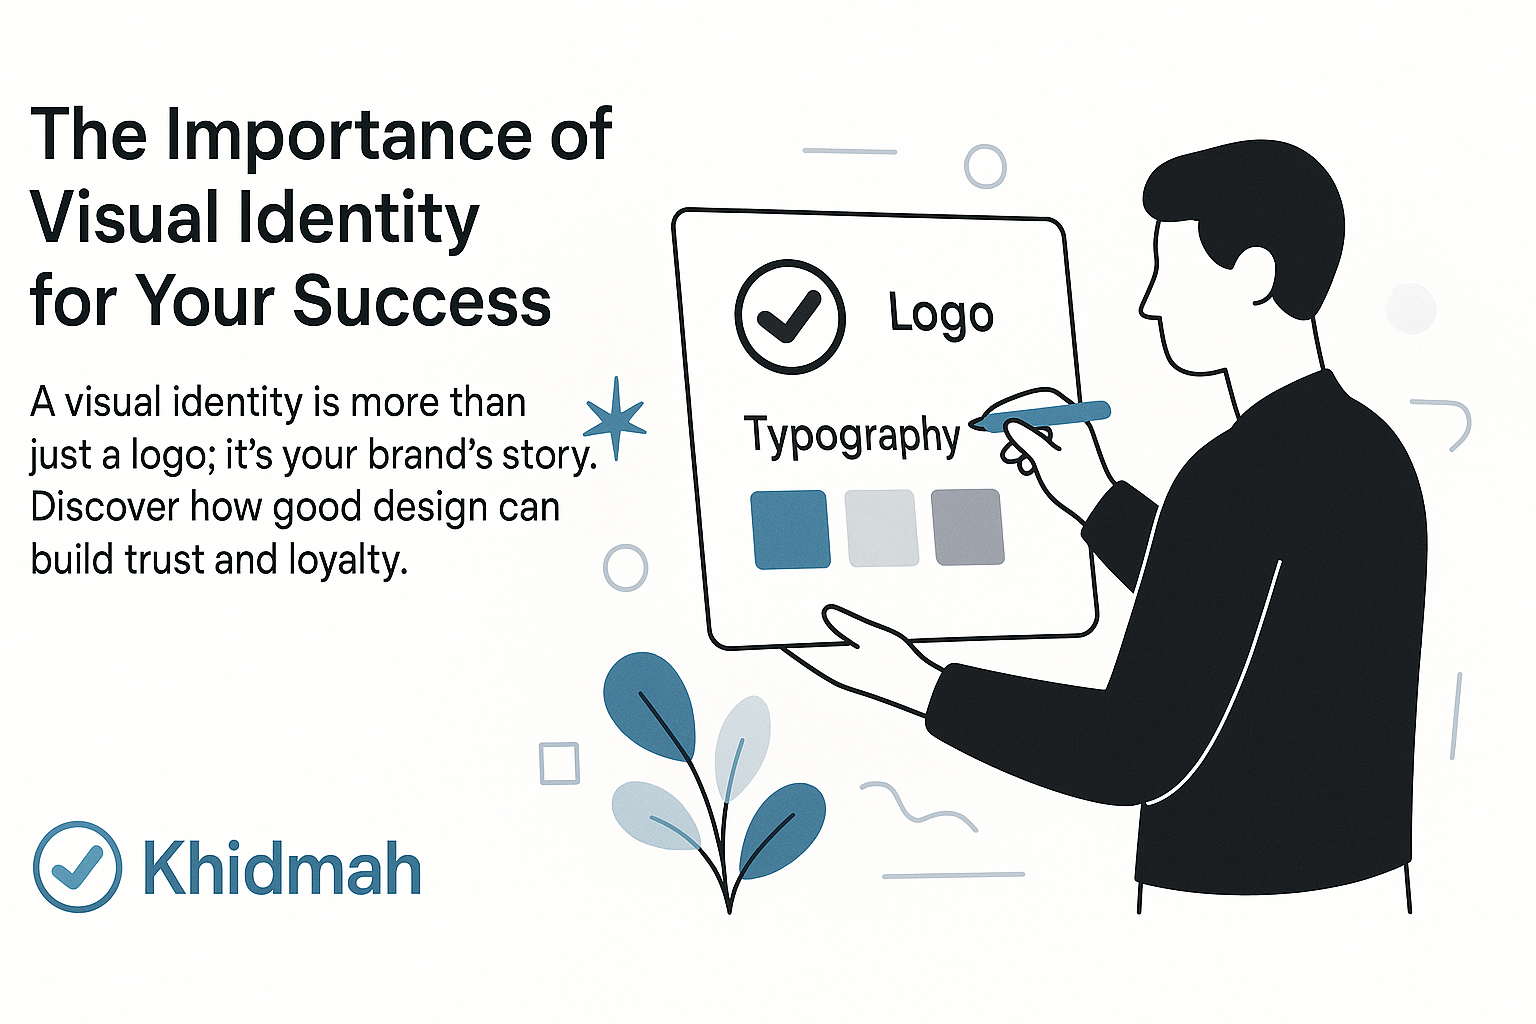 The Importance of
Visual Identity
for Your Success
A visual identity is more than
just a logo; it’s your brand’s story.
Discover how good design can
build trust and loyalty.
Logo
Typography
Khidmah